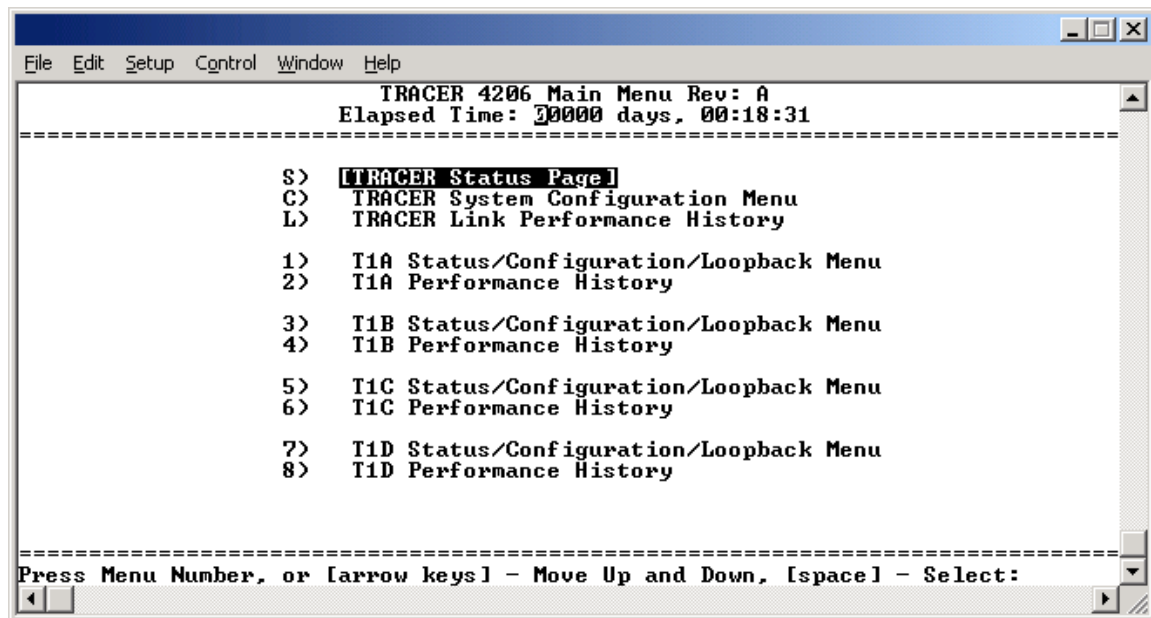 File Edit Setup Control Window Help
TRACER 4206 Main Menu Rev: A
Elapsed Time: 00000 days, 00:18:31
================================================================================
S) [TRACER Status Page]
C) TRACER System Configuration Menu
L) TRACER Link Performance History
1) T1A Status/Configuration/Loopback Menu
2) T1A Performance History
3) T1B Status/Configuration/Loopback Menu
4) T1B Performance History
5) T1C Status/Configuration/Loopback Menu
6) T1C Performance History
7) T1D Status/Configuration/Loopback Menu
8) T1D Performance History
================================================================================
Press Menu Number, or [arrow keys] - Move Up and Down, [space] - Select: